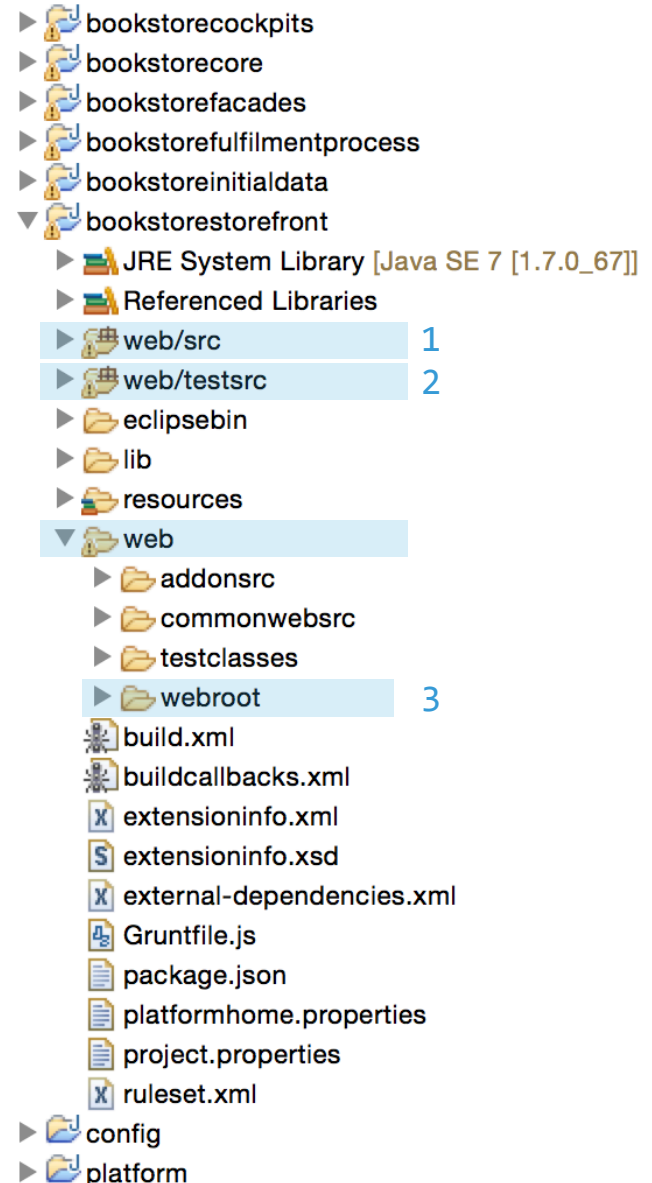 bookstorecockpits
bookstorecore
bookstorefacades
bookstorefulfilmentprocess
bookstoreinitialdata
bookstorestorefront
JRE System Library [Java SE 7 [1.7.0_67]]
Referenced Libraries
web/src 1
web/testsrc 2
eclipsebin
lib
resources
web
addonsrc
commonwebsrc
testclasses
webroot 3
build.xml
buildcallbacks.xml
extensioninfo.xml
extensioninfo.xsd
external-dependencies.xml
Gruntfile.js
package.json
platformhome.properties
project.properties
ruleset.xml
config
platform